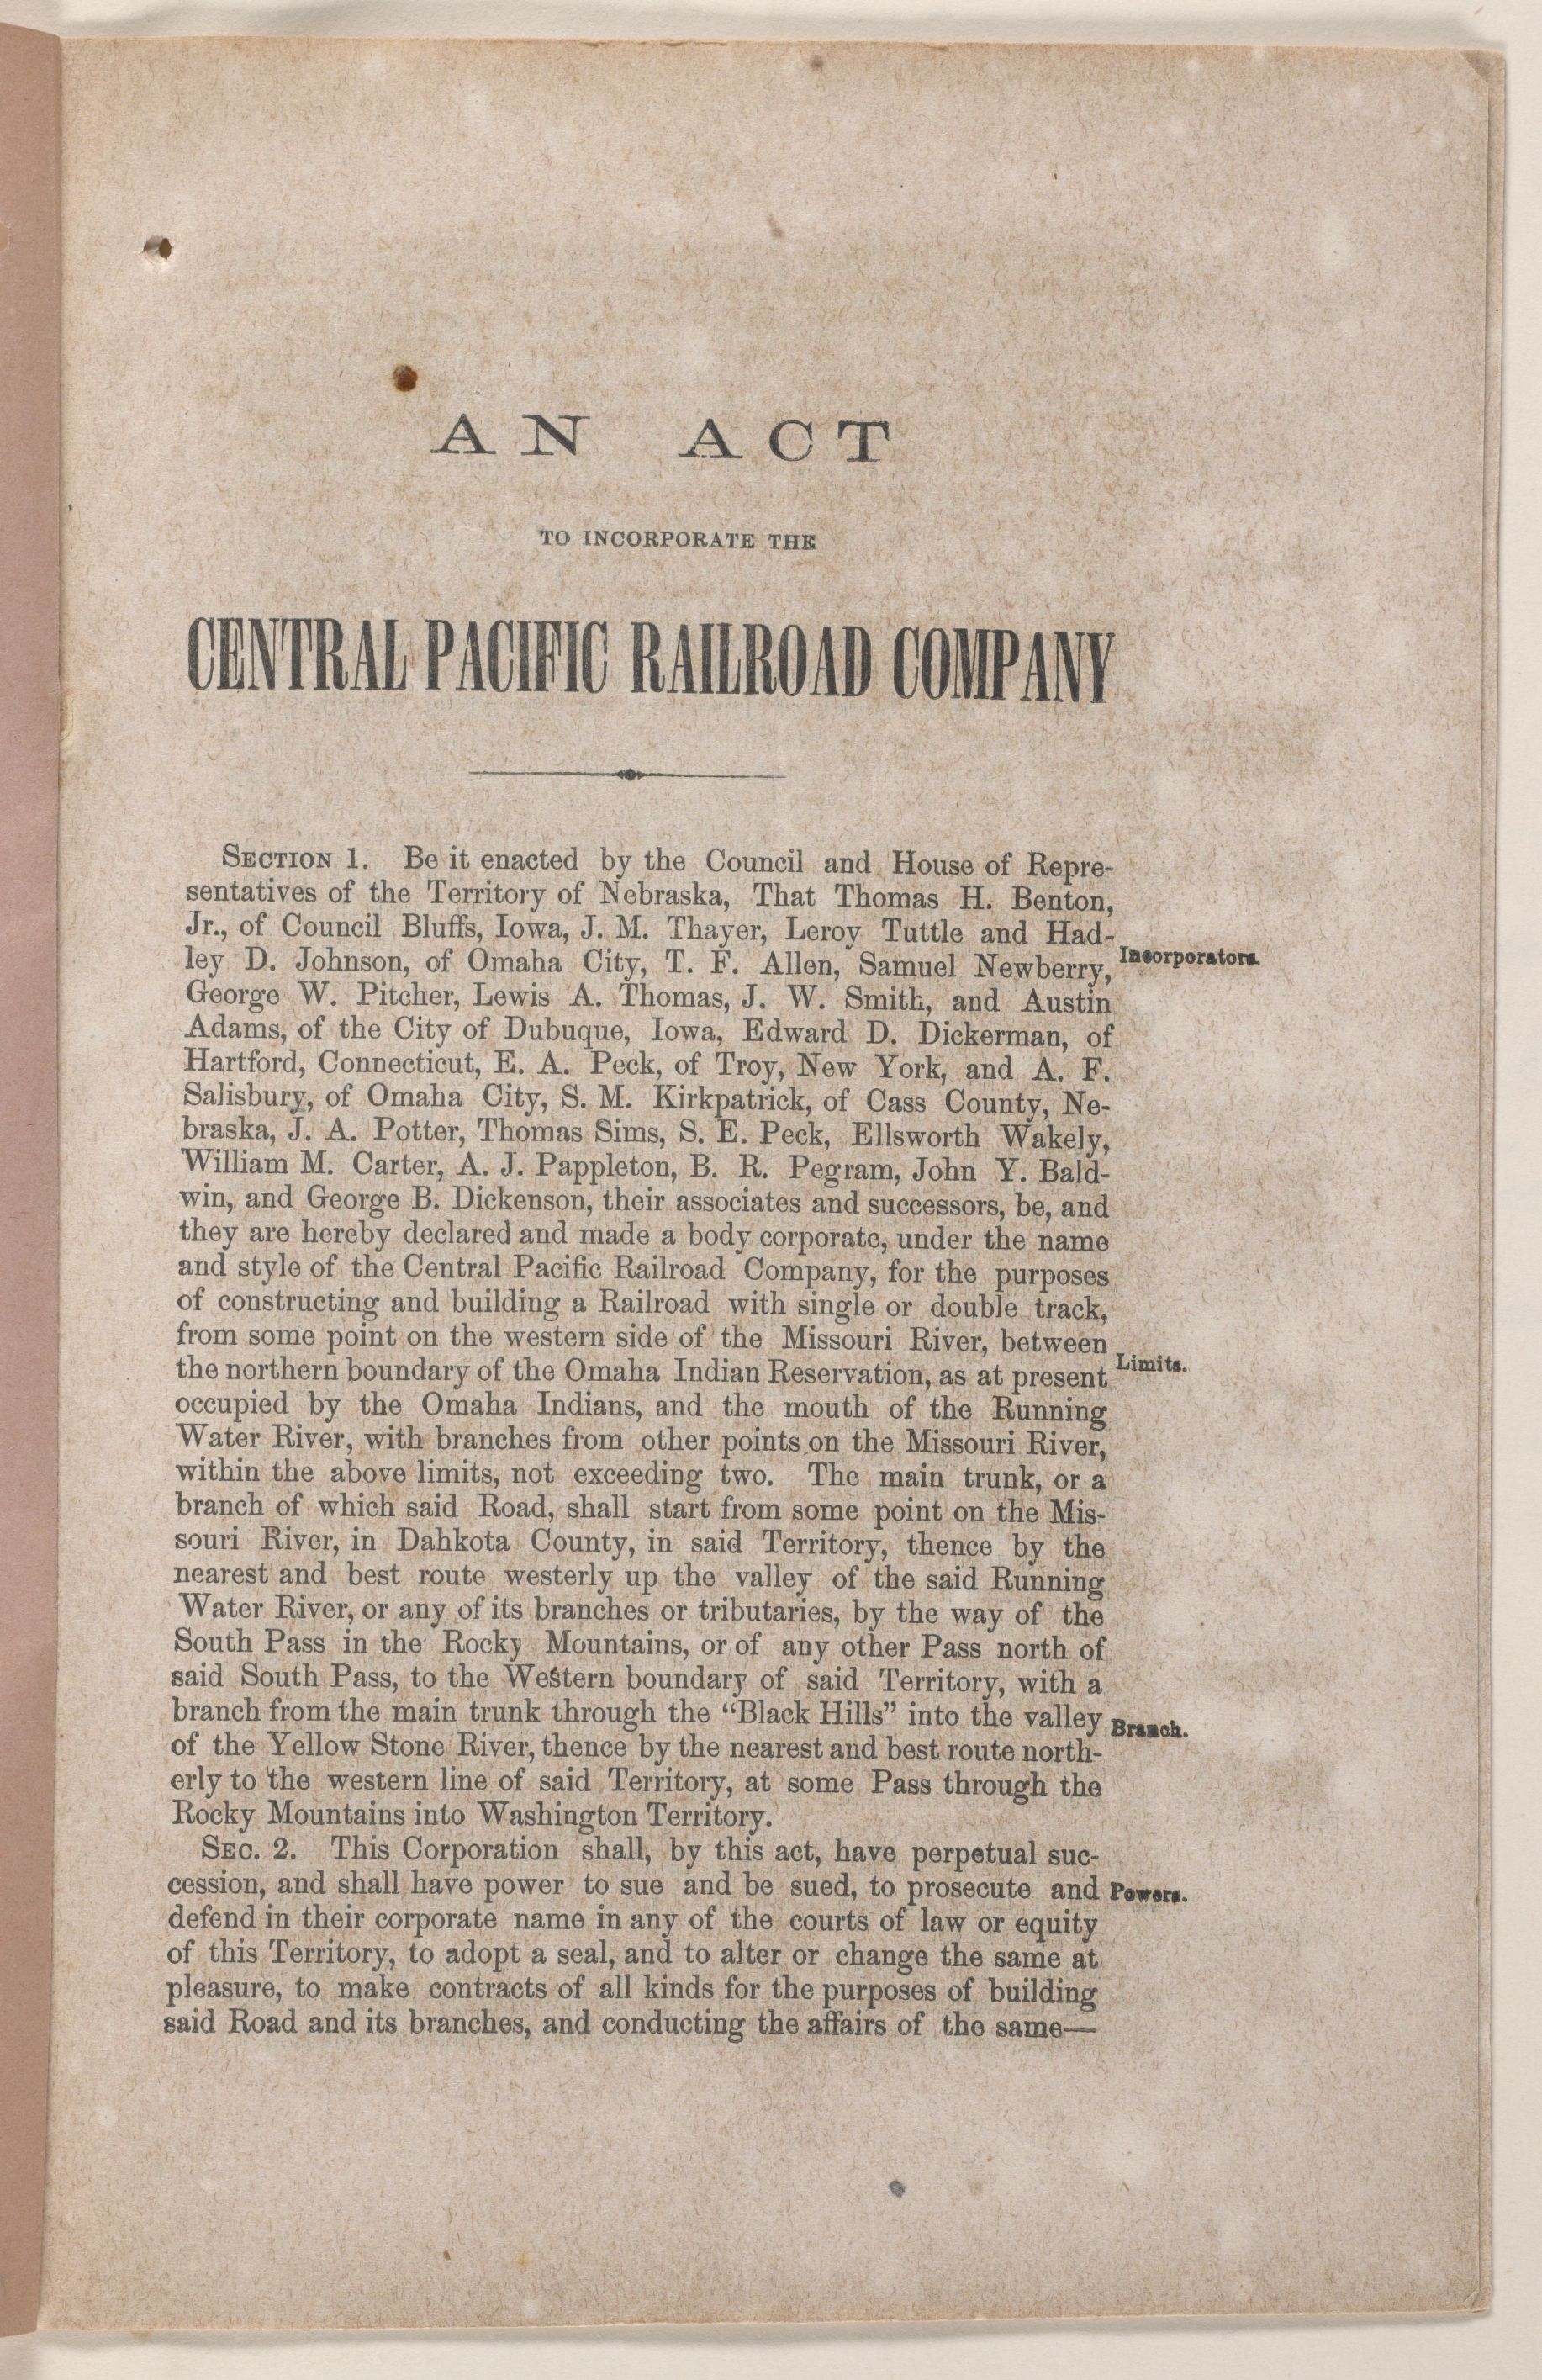 AN ACT
TO INCORPORATE THE
CENTRAL PACIFIC RAILROAD COMPANY
SECTION 1. Be it enacted by the Council and House of Repre-
sentatives of the Territory of Nebraska, That Thomas H. Benton,
Jr., of Council Bluffs, Iowa, J. M. Thayer, Leroy Tuttle and Had-
ley D. Johnson, of Omaha City, T. F. Allen, Samuel Newberry,
Incorporators.
George W. Pitcher, Lewis A. Thomas, J. W. Smith, and Austin
Adams, of the City of Dubuque, Iowa, Edward D. Dickerman, of
Hartford, Connecticut, E. A. Peck, of Troy, New York, and A. F.
Salisbury, of Omaha City, S. M. Kirkpatrick, of Cass County, Ne-
braska, J. A. Potter, Thomas Sims, S. E. Peck, Ellsworth Wakely,
William M. Carter, A. J. Pappleton, B. R. Pegram, John Y. Bald-
win, and George B. Dickenson, their associates and successors, be, and
they are hereby declared and made a body corporate, under the name
and style of the Central Pacific Railroad Company, for the purposes
of constructing and building a Railroad with single or double track,
from some point on the western side of the Missouri River, between
the northern boundary of the Omaha Indian Reservation, as at present
Limits.
occupied by the Omaha Indians, and the mouth of the Running
Water River, with branches from other points on the Missouri River,
within the above limits, not exceeding two. The main trunk, or a
branch of which said Road, shall start from some point on the Mis-
souri River, in Dahkota County, in said Territory, thence by the
nearest and best route westerly up the valley of the said Running
Water River, or any of its branches or tributaries, by the way of the
South Pass in the Rocky Mountains, or of any other Pass north of
said South Pass, to the Western boundary of said Territory, with a
branch from the main trunk through the "Black Hills" into the valley
Branch.
of the Yellow Stone River, thence by the nearest and best route north-
erly to the western line of said Territory, at some Pass through the
Rocky Mountains into Washington Territory.
SEC. 2. This Corporation shall, by this act, have perpetual suc-
cession, and shall have power to sue and be sued, to prosecute and
Powers.
defend in their corporate name in any of the courts of law or equity
of this Territory, to adopt a seal, and to alter or change the same at
pleasure, to make contracts of all kinds for the purposes of building
said Road and its branches, and conducting the affairs of the same—